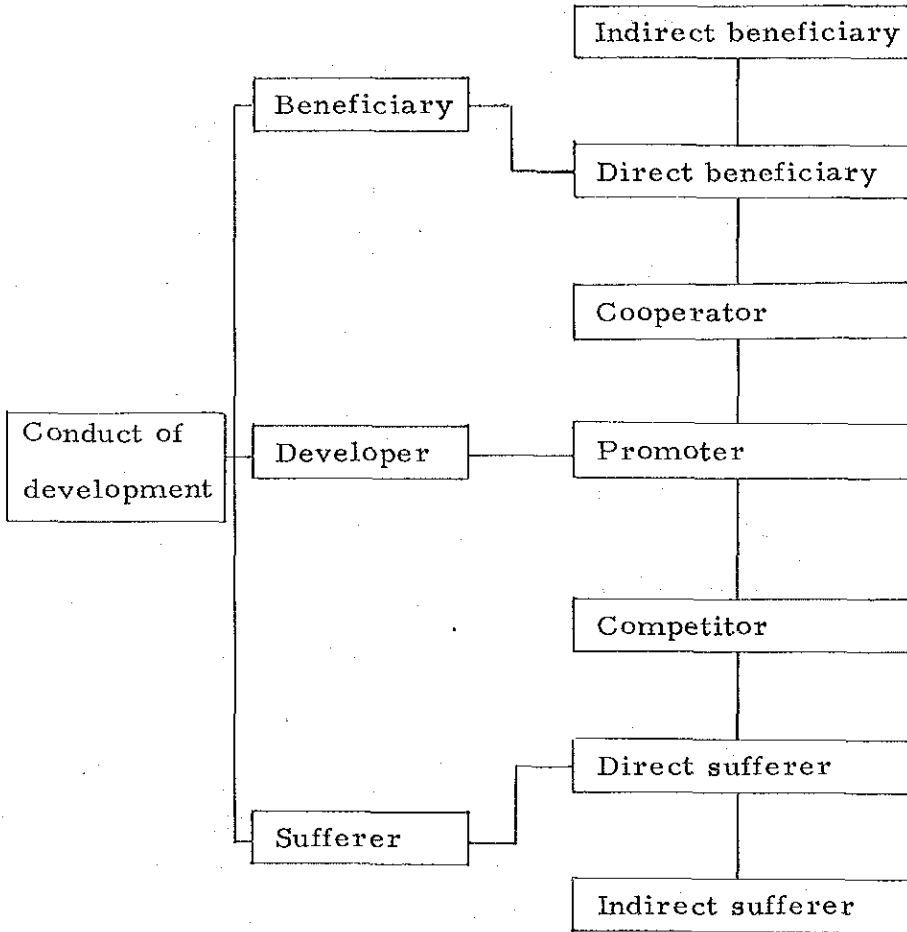 Indirect beneficiary
Beneficiary
Direct beneficiary
Cooperator
Conduct of
development
Developer
Promoter
Competitor
Direct sufferer
Sufferer
Indirect sufferer